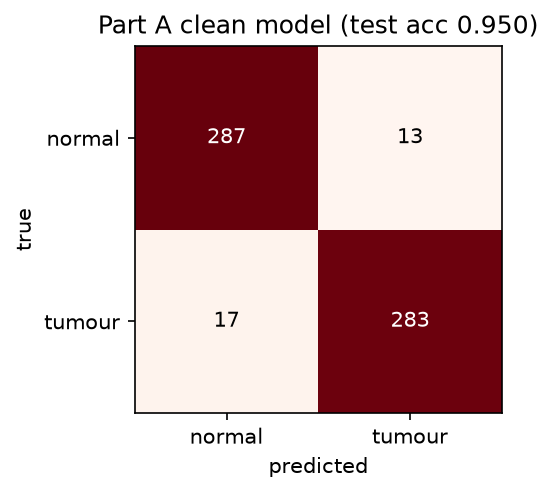 Part A clean model (test acc 0.950)
normal
287
13
true
tumour
17
283
normal
tumour
predicted